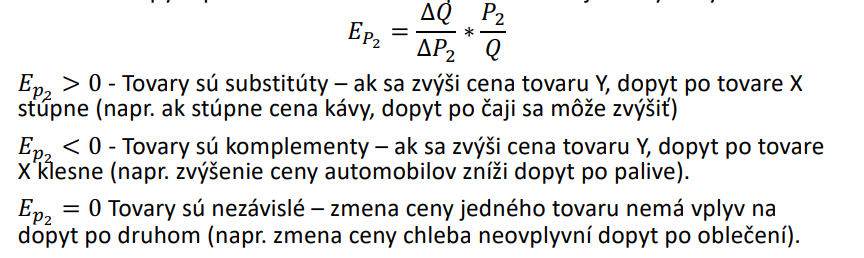 E_{P_2} = \frac{ΔQ}{ΔP_2} * \frac{P_2}{Q}
E_{p_2} > 0 - Tovary sú substitúty – ak sa zvýši cena tovaru Y, dopyt po tovare X
stúpne (napr. ak stúpne cena kávy, dopyt po čaji sa môže zvýšiť)
E_{p_2} < 0 - Tovary sú komplementy – ak sa zvýši cena tovaru Y, dopyt po tovare
X klesne (napr. zvýšenie ceny automobilov zníži dopyt po palive).
E_{p_2} = 0 Tovary sú nezávislé – zmena ceny jedného tovaru nemá vplyv na
dopyt po druhom (napr. zmena ceny chleba neovplyvní dopyt po oblečení).